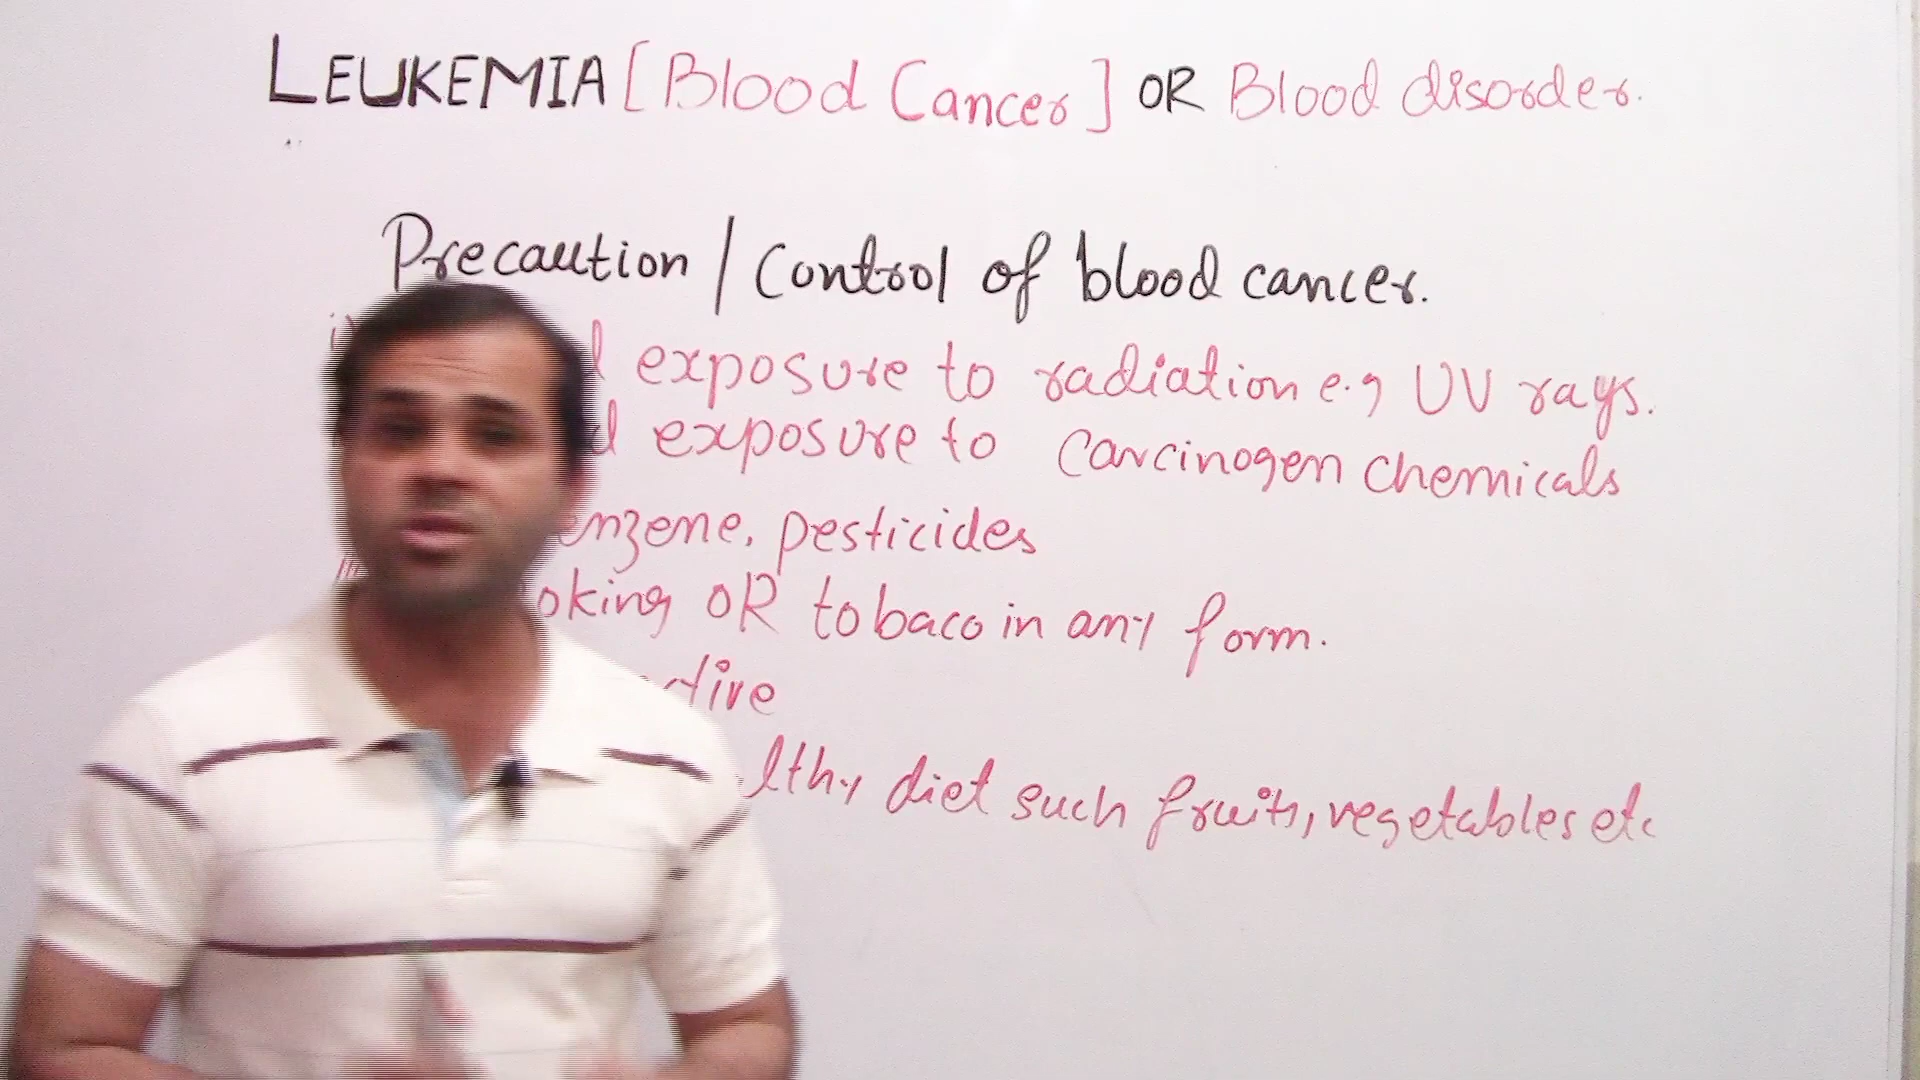 LEUKEMIA [Blood Cancer] OR Blood disorder.
Precaution / Control of blood cancer.
exposure to radiation e.g UV rays.
exposure to Carcinogen Chemicals
enzene, pesticides
oking OR tobaco in any form.
tive
lthy diet such fruits, vegetables etc